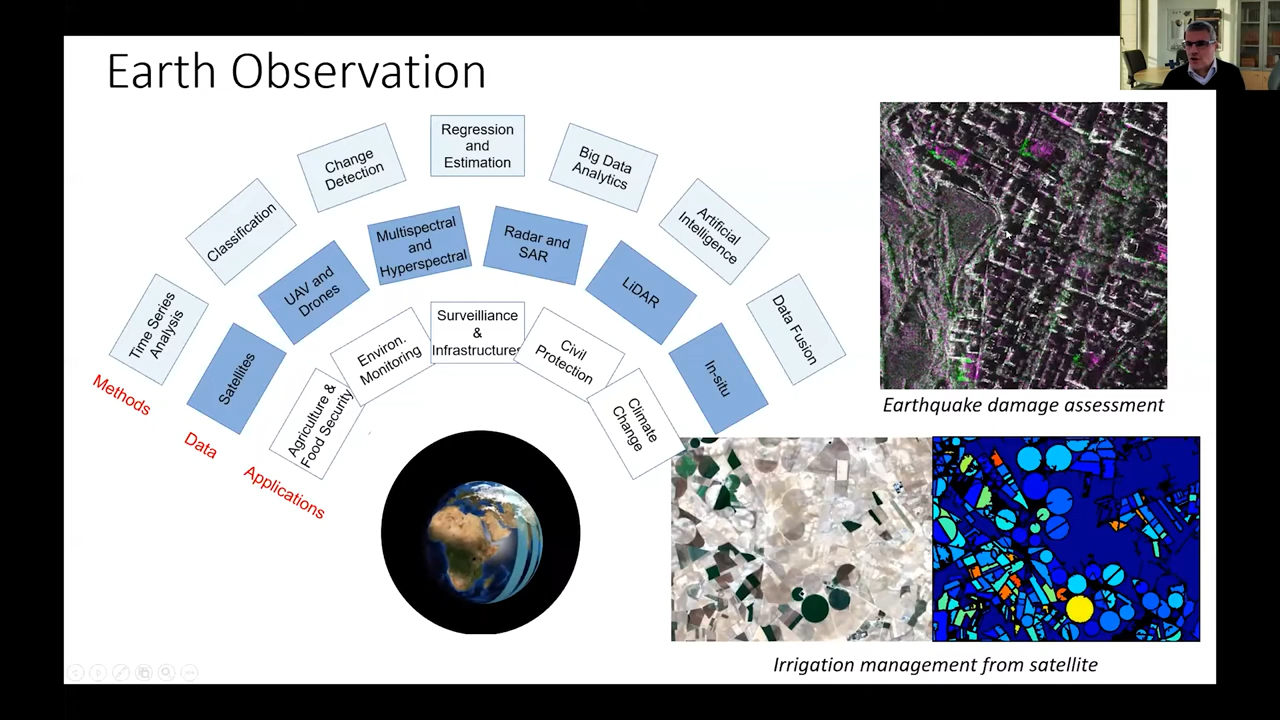 Earth Observation
Time Series
Analysis
Classification
Change
Detection
Regression
and
Estimation
Big Data
Analytics
Artificial
Intelligence
Data Fusion
Methods
Satellites
UAV and
Drones
Multispectral
and
Hyperspectral
Radar and
SAR
LiDAR
In-situ
Data
Agriculture &
Food Security
Environ.
Monitoring
Surveilliance
&
Infrastructures
Civil
Protection
Climate
Change
Applications
Earthquake damage assessment
Irrigation management from satellite